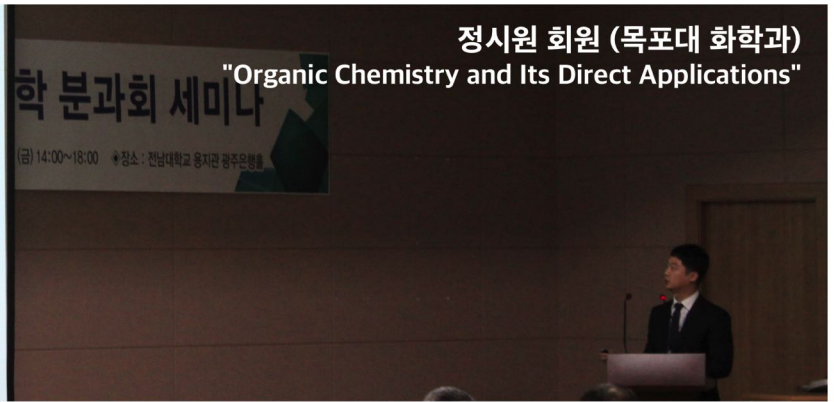 정시원 회원 (목포대 화학과)
"Organic Chemistry and Its Direct Applications"
학 분과회 세미나
(금) 14:00~18:00 ◈장소 : 전남대학교 용지관 광주은행홀